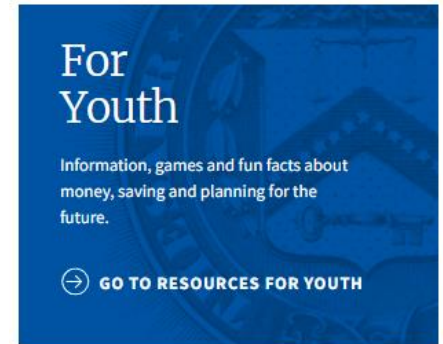 For
Youth
Information, games and fun facts about
money, saving and planning for the
future.
GO TO RESOURCES FOR YOUTH